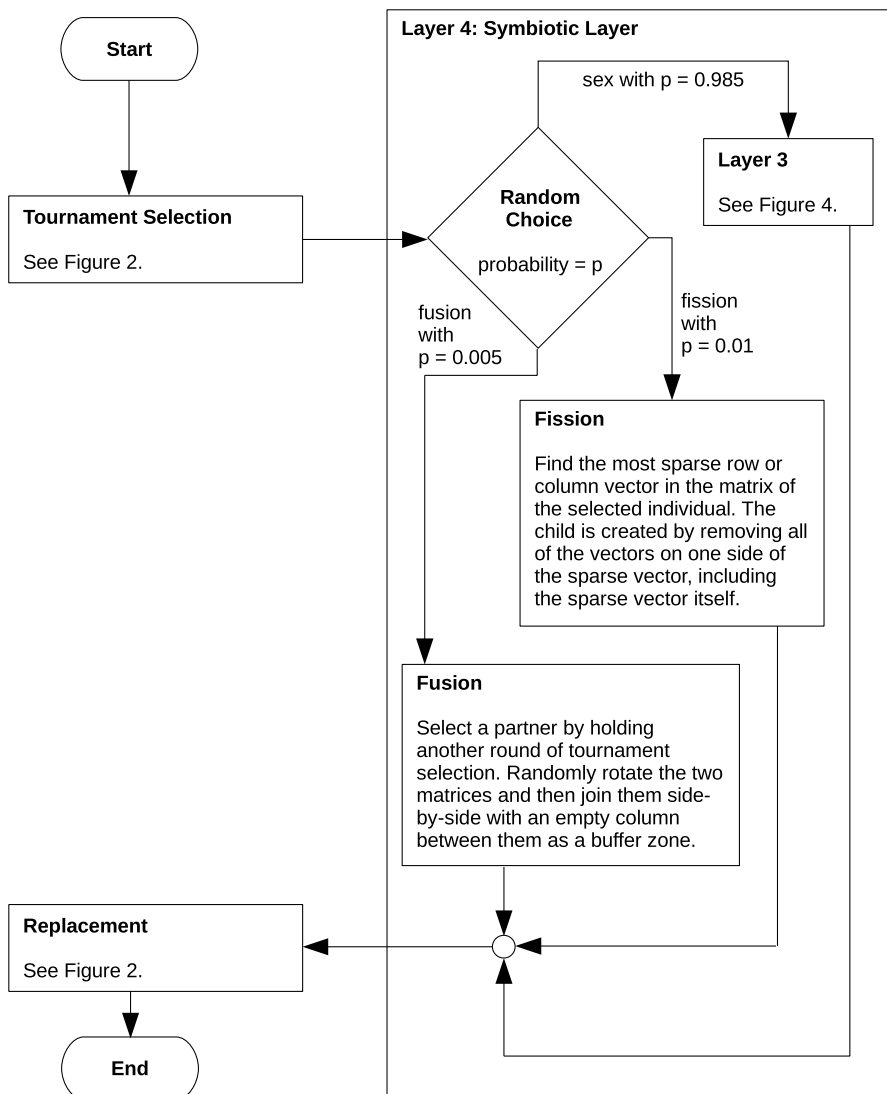 Start
Tournament Selection
See Figure 2.
Layer 4: Symbiotic Layer
sex with p = 0.985
Random
Choice
probability = p
Layer 3
See Figure 4.
fusion
with
p = 0.005
fission
with
p = 0.01
Fission
Find the most sparse row or
column vector in the matrix of
the selected individual. The
child is created by removing all
of the vectors on one side of
the sparse vector, including
the sparse vector itself.
Fusion
Select a partner by holding
another round of tournament
selection. Randomly rotate the two
matrices and then join them side-
by-side with an empty column
between them as a buffer zone.
Replacement
See Figure 2.
End